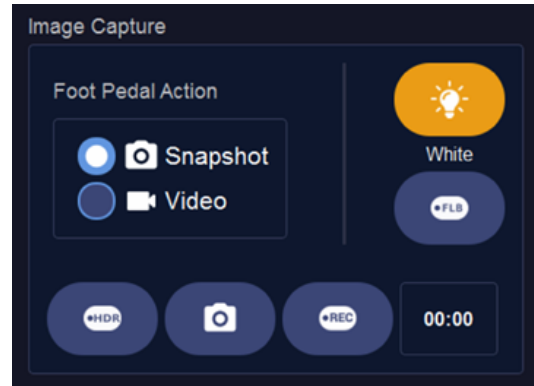 Image Capture
Foot Pedal Action
Snapshot
Video
White
•FLB
•HDR
•REC
00:00